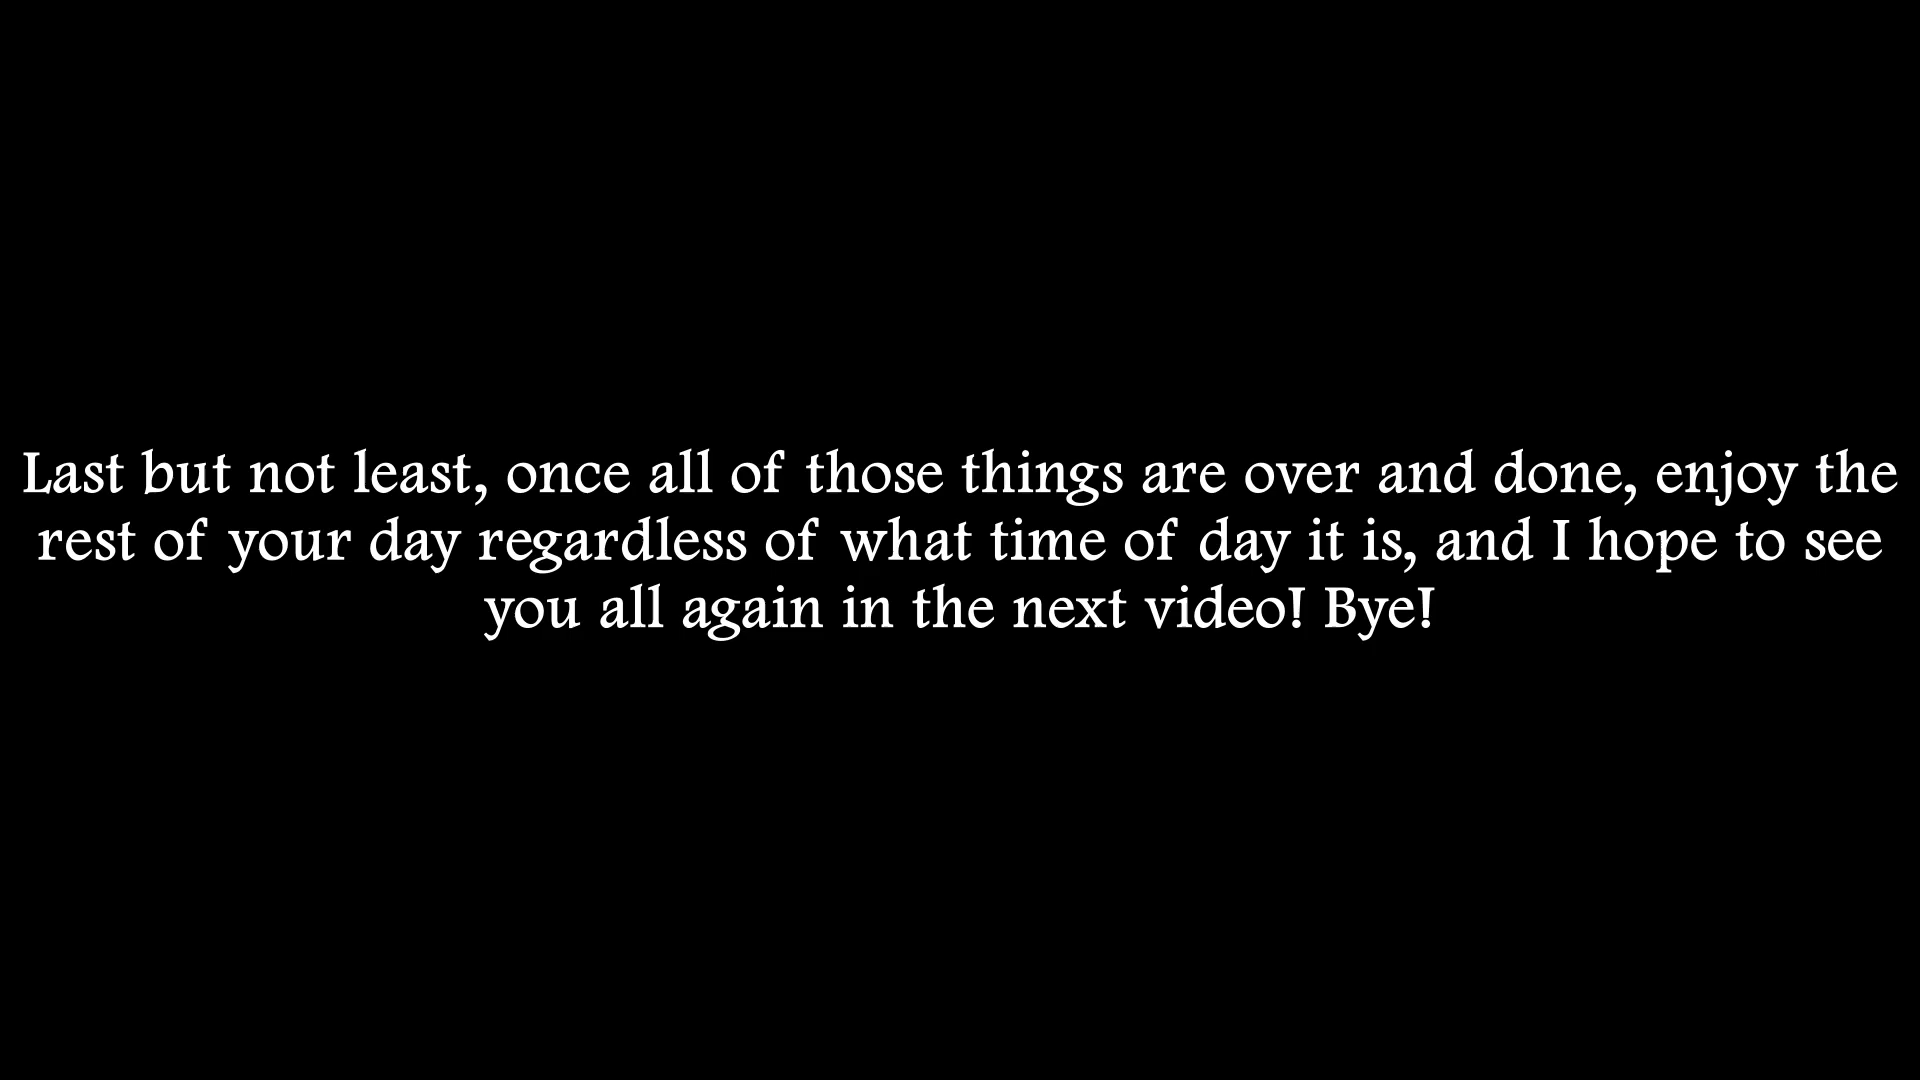 Last but not least, once all of those things are over and done, enjoy the
rest of your day regardless of what time of day it is, and I hope to see
you all again in the next video! Bye!